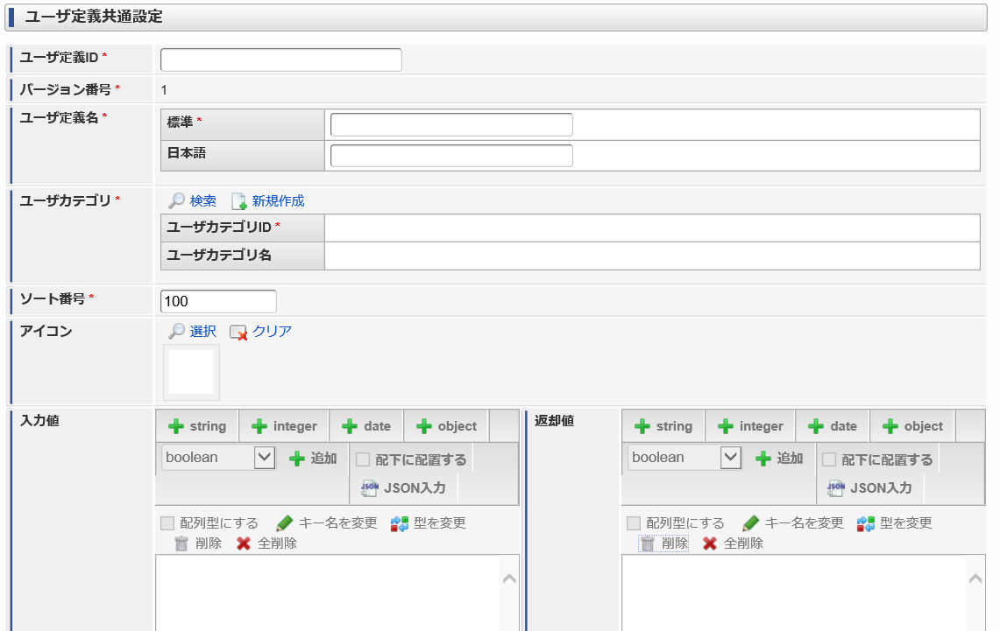 ユーザ定義共通設定
ユーザ定義ID *
バージョン番号 * 1
ユーザ定義名 * 標準 *
日本語
ユーザカテゴリ * 検索 新規作成
ユーザカテゴリID *
ユーザカテゴリ名
ソート番号 * 100
アイコン 選択 クリア
入力値 string integer date object
boolean 追加 配下に配置する
JSON JSON入力
配列型にする キー名を変更 型を変更
削除 全削除
返却値 string integer date object
boolean 追加 配下に配置する
JSON JSON入力
配列型にする キー名を変更 型を変更
削除 全削除